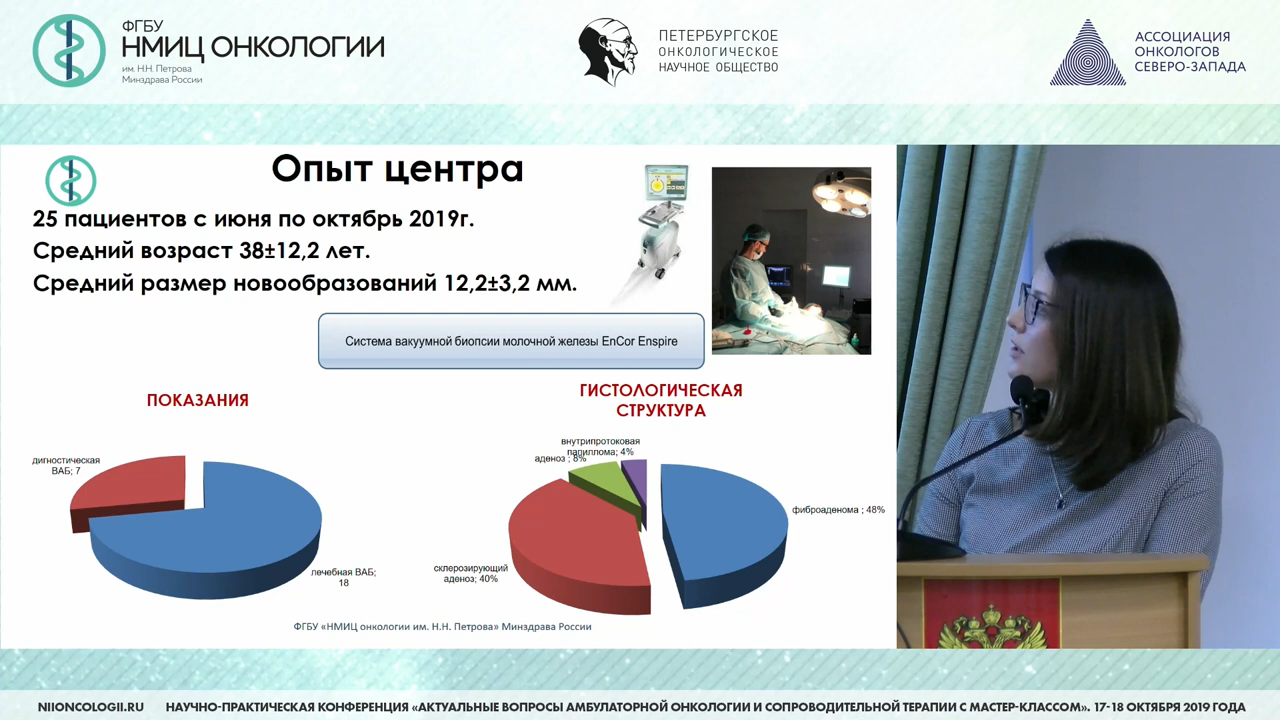 ФГБУ
НМИЦ ОНКОЛОГИИ
им. Н.Н. Петрова
Минздрава России
ПЕТЕРБУРГСКОЕ
ОНКОЛОГИЧЕСКОЕ
НАУЧНОЕ ОБЩЕСТВО
АССОЦИАЦИЯ
ОНКОЛОГОВ
СЕВЕРО-ЗАПАДА
Опыт центра
25 пациентов с июня по октябрь 2019г.
Средний возраст 38±12,2 лет.
Средний размер новообразований 12,2±3,2 мм.
Система вакуумной биопсии молочной железы EnCor Enspire
ПОКАЗАНИЯ
дигностическая
ВАБ; 7
лечебная ВАБ;
18
ГИСТОЛОГИЧЕСКАЯ
СТРУКТУРА
внутрипротоковая
папиллома; 4%
аденоз ; 8%
фиброаденома ; 48%
склерозирующий
аденоз; 40%
ФГБУ «НМИЦ онкологии им. Н.Н. Петрова» Минздрава России
NIIONCOLOGII.RU НАУЧНО-ПРАКТИЧЕСКАЯ КОНФЕРЕНЦИЯ «АКТУАЛЬНЫЕ ВОПРОСЫ АМБУЛАТОРНОЙ ОНКОЛОГИИ И СОПРОВОДИТЕЛЬНОЙ ТЕРАПИИ С МАСТЕР-КЛАССОМ». 17-18 ОКТЯБРЯ 2019 ГОДА